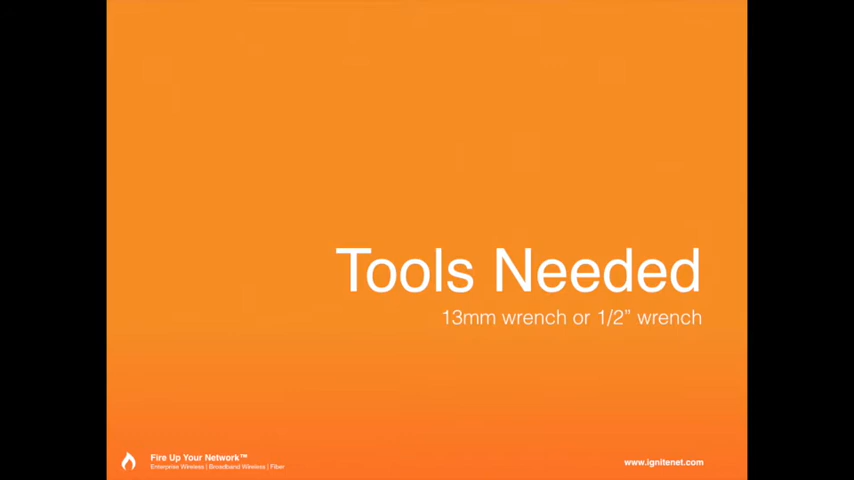 Tools Needed
13mm wrench or 1/2” wrench
Fire Up Your Network™
Enterprise Wireless | Broadband Wireless | Fiber
www.ignitenet.com